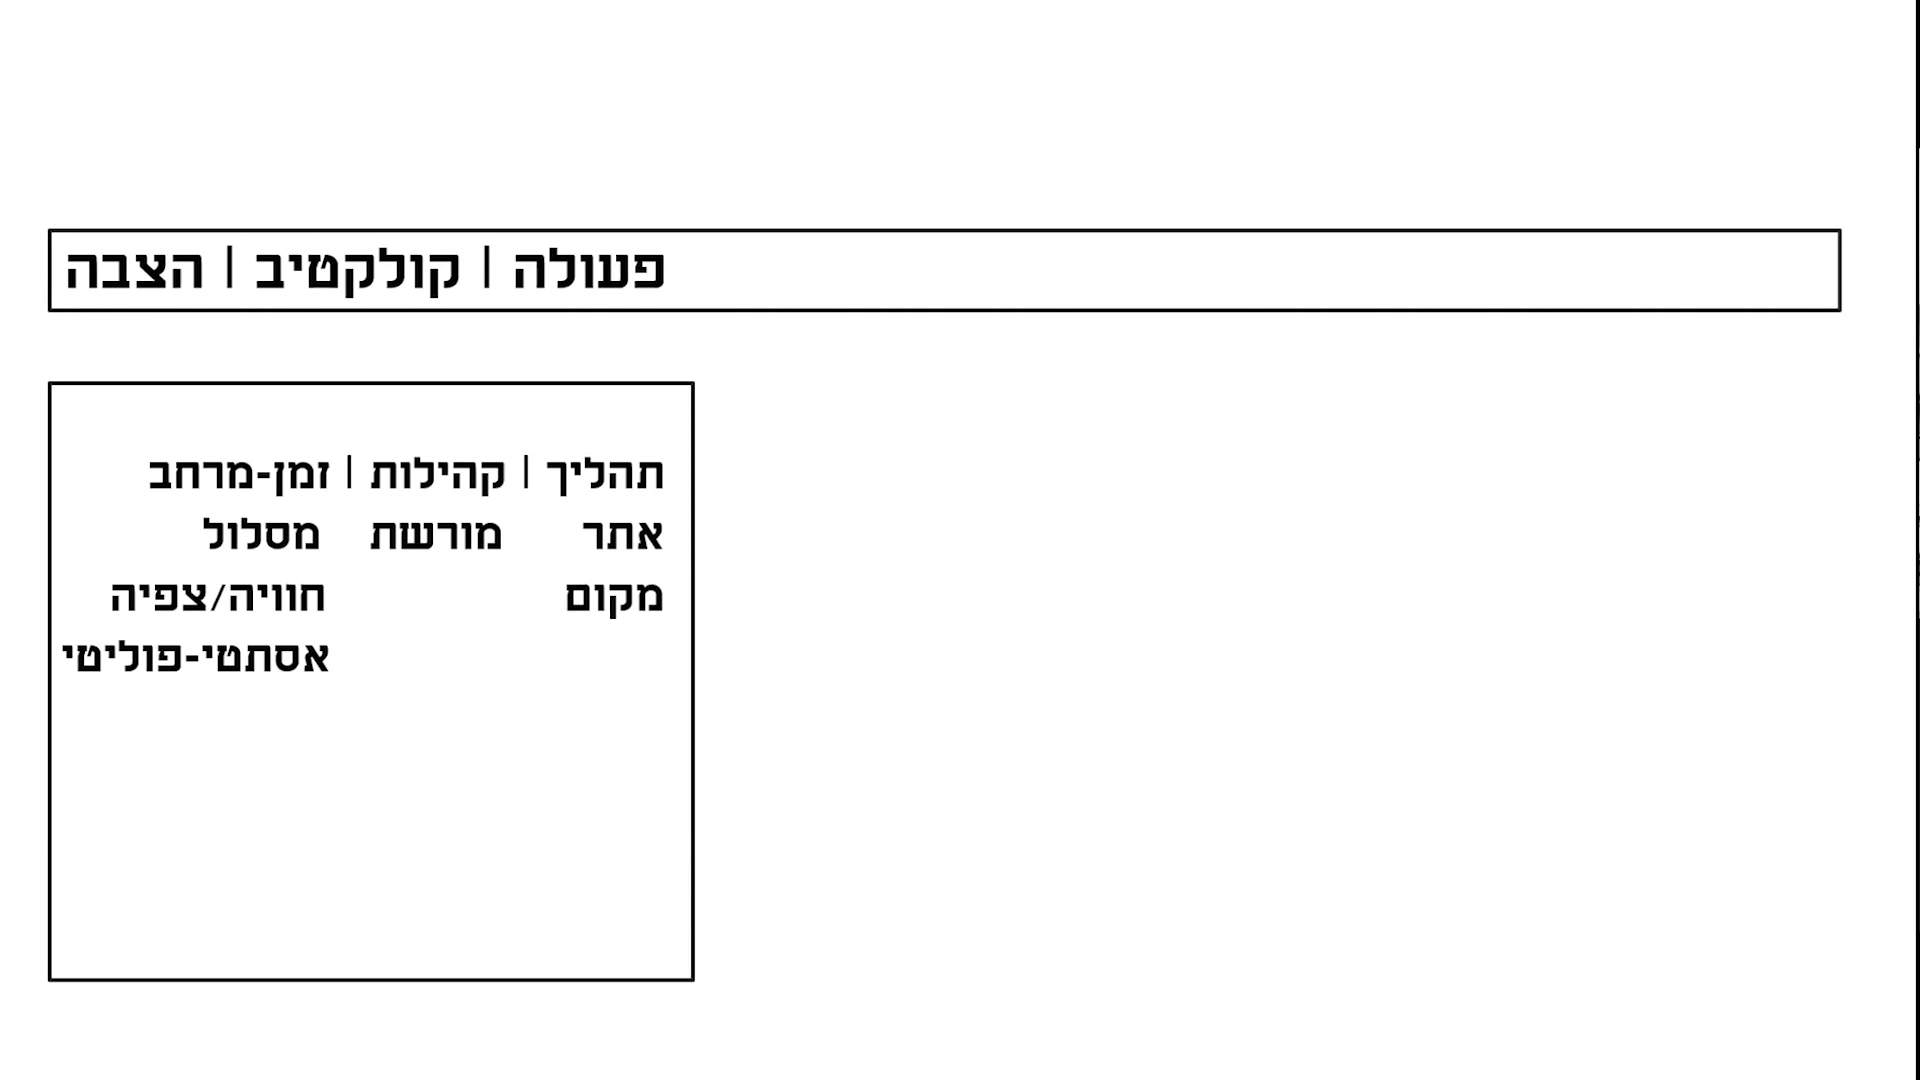 פעולה | קולקטיב | הצבה
תהליך | קהילות | זמן-מרחב
אתר מורשת מסלול
מקום חוויה/צפיה
אסתטי-פוליטי